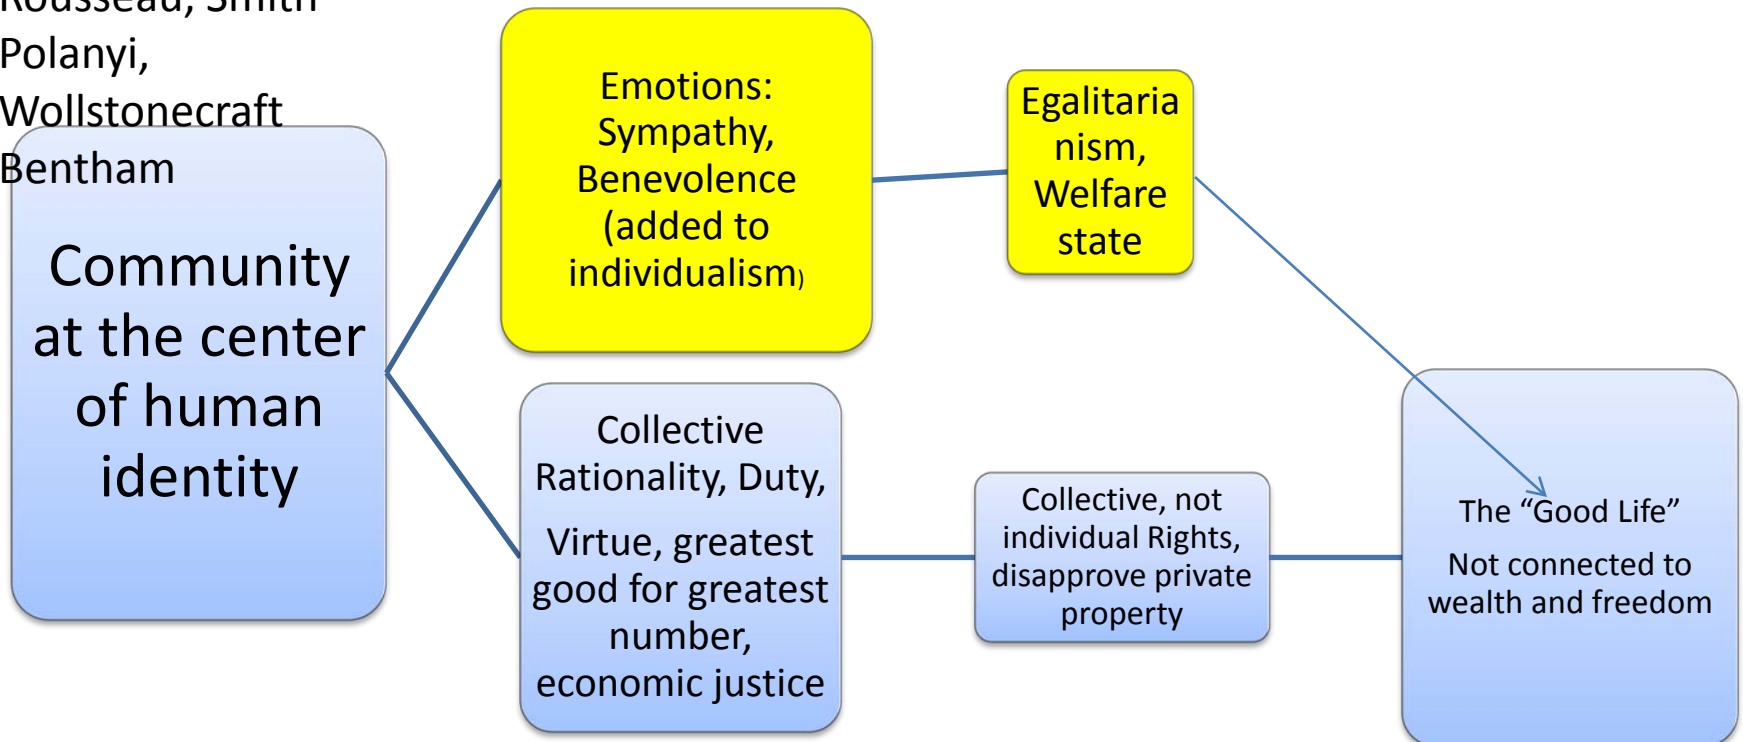 Rousseau, Smith
Polanyi,
Wollstonecraft
Bentham
Community
at the center
of human
identity
Emotions:
Sympathy,
Benevolence
(added to
individualism)
Egalitaria
nism,
Welfare
state
Collective
Rationality, Duty,
Virtue, greatest
good for greatest
number,
economic justice
Collective, not
individual Rights,
disapprove private
property
The “Good Life”
Not connected to
wealth and freedom